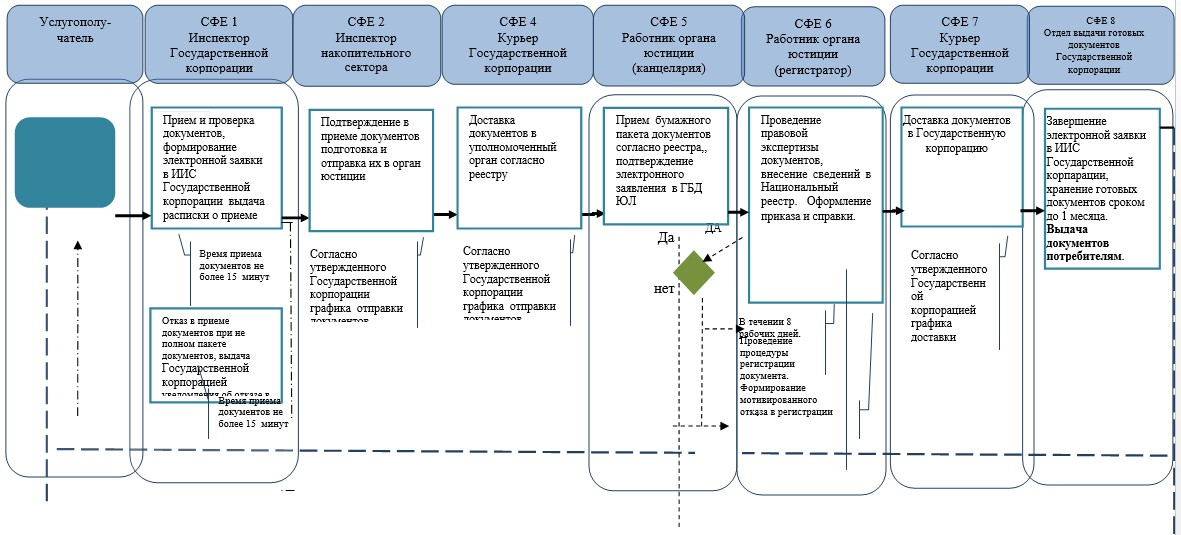 Услугополу-
чатель
СФЕ 1
Инспектор
Государственной
корпорации
СФЕ 2
Инспектор
накопительного
сектора
СФЕ 4
Курьер
Государственной
корпорации
СФЕ 5
Работник органа
юстиции
(канцелярия)
СФЕ 6
Работник органа
юстиции
(регистратор)
СФЕ 7
Курьер
Государственной
корпорации
СФЕ 8
Отдел выдачи готовых
документов
Государственной
корпорации
Прием и проверка
документов,
формирование
электронной заявки
в ИИС
Государственной
корпорации выдача
расписки о приеме
Время приема
документов не
более 15 минут
Отказ в приеме
документов при не
полном пакете
документов, выдача
Государственной
корпорацией
уведомления об отказе в
Время приема
документов не
более 15 минут
Подтверждение в
приеме документов
подготовка и
отправка их в орган
юстиции
Согласно
утвержденного
Государственной
корпорации
графика отправки
документов
Доставка
документов в
уполномоченный
орган согласно
реестру
Согласно
утвержденного
Государственной
корпорации
графика отправки
документов
Прием бумажного
пакета документов
согласно реестра,,
подтверждение
электронного
заявления в ГБД
ЮЛ
Да
ДА
нет
Проведение
правовой
экспертизы
документов,
внесение сведений в
Национальный
реестр. Оформление
приказа и справки.
В течении 8
рабочих дней.
Проведение
процедуры
регистрации
документа.
Формирование
мотивированного
отказа в регистрации
Доставка документов
в Государственную
корпорацию
Согласно
утвержденного
Государственн
ой
корпорацией
графика
доставки
Завершение
электронной заявки
в ИИС
Государственной
корпарации,
хранение готовых
документов сроком
до 1 месяца.
Выдача
документов
потребителям.